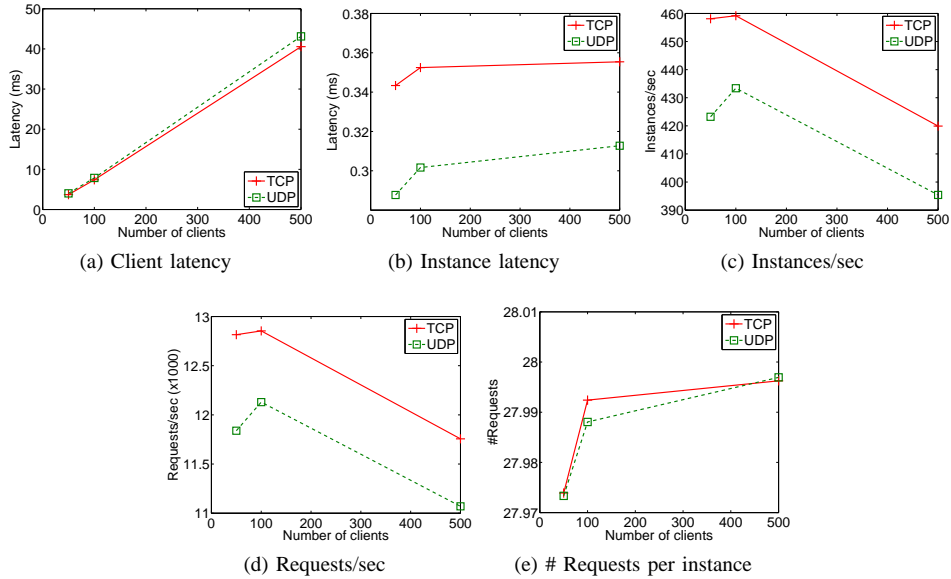 50
40
30
20
10
0
Latency (ms)
0 100 200 300 400 500
Number of clients
TCP
UDP
(a) Client latency
0.38
0.36
0.34
0.32
0.3
Latency (ms)
0 100 200 300 400 500
Number of clients
TCP
UDP
(b) Instance latency
460
450
440
430
420
410
400
390
Instances/sec
0 100 200 300 400 500
Number of clients
TCP
UDP
(c) Instances/sec
13
12.5
12
11.5
11
Requests/sec (x1000)
0 100 200 300 400 500
Number of clients
TCP
UDP
(d) Requests/sec
28.01
28
27.99
27.98
27.97
#Requests
0 100 200 300 400 500
Number of clients
TCP
UDP
(e) # Requests per instance